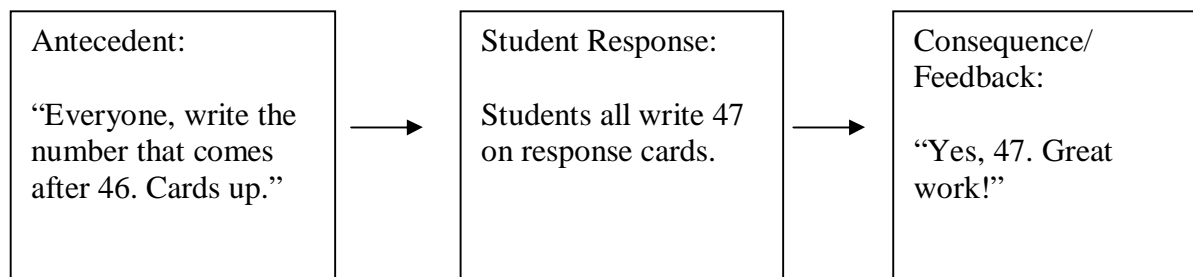 Antecedent:
“Everyone, write the
number that comes
after 46. Cards up.”
Student Response:
Students all write 47
on response cards.
Consequence/
Feedback:
“Yes, 47. Great
work!”